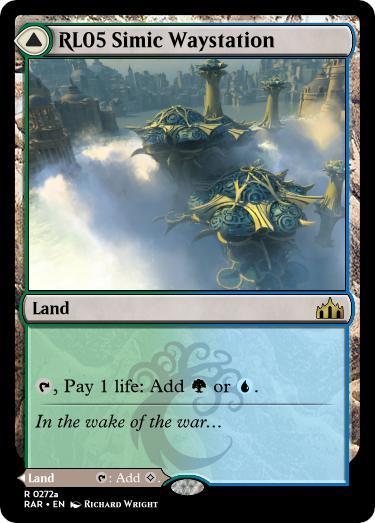 RL05 Simic Waystation
Land
, Pay 1 life: Add or .
In the wake of the war…
Land : Add .
R 0272a
RAR • EN Richard Wright